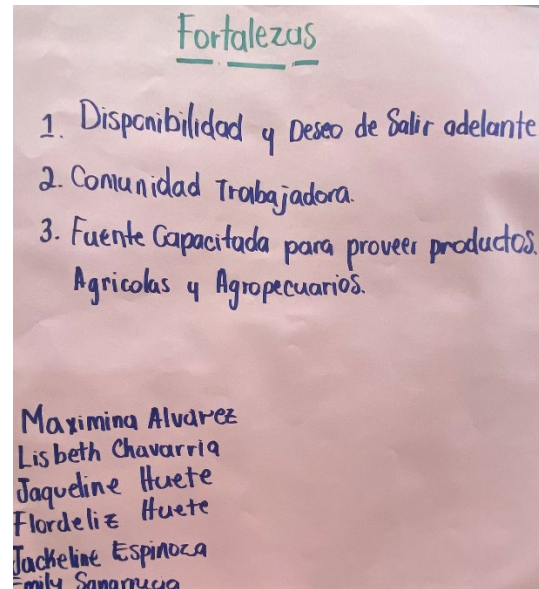 Fortalezas
1. Disponibilidad y Deseo de Salir adelante
2. Comunidad Trabajadora.
3. Fuente Capacitada para proveer productos.
Agricolas y Agropecuarios.
Maximina Alvarez
Lisbeth Chavarria
Jaqueline Huete
Flordeliz Huete
Jackeline Espinoza
Emily